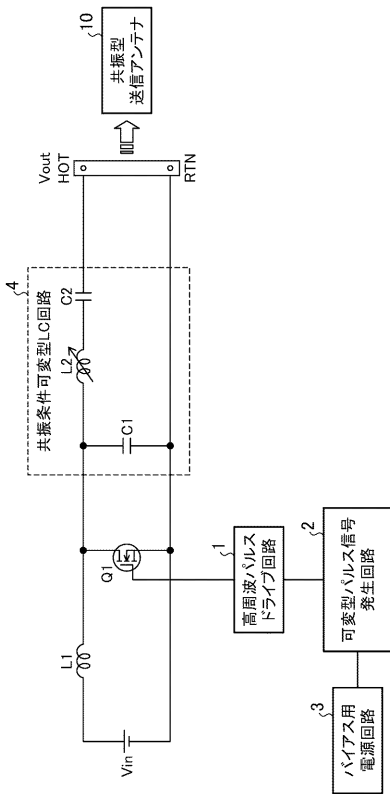 Vin
L1
Q1
共振条件可変型LC回路
4
L2
C2
C1
Vout
HOT
RTN
共振型
送信アンテナ
10
高周波パルス
ドライブ回路
1
可変型パルス信号
発生回路
2
バイアス用
電源回路
3